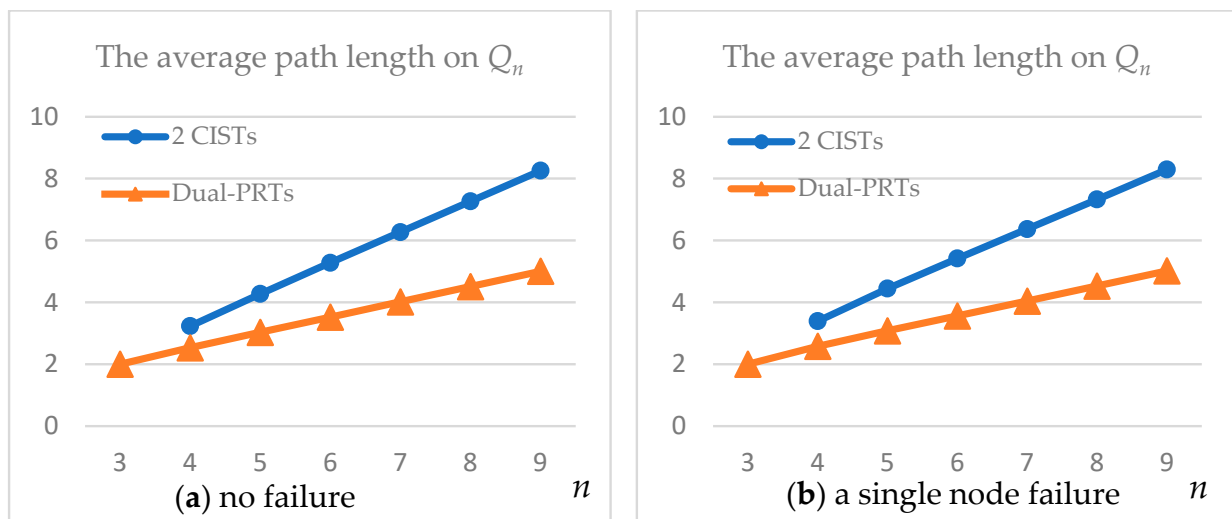 The average path length on Qn
10
8
6
4
2
0
2 CISTs
Dual-PRTs
3 4 5 6 7 8 9
(a) no failure
n
The average path length on Qn
10
8
6
4
2
0
2 CISTs
Dual-PRTs
3 4 5 6 7 8 9
(b) a single node failure
n